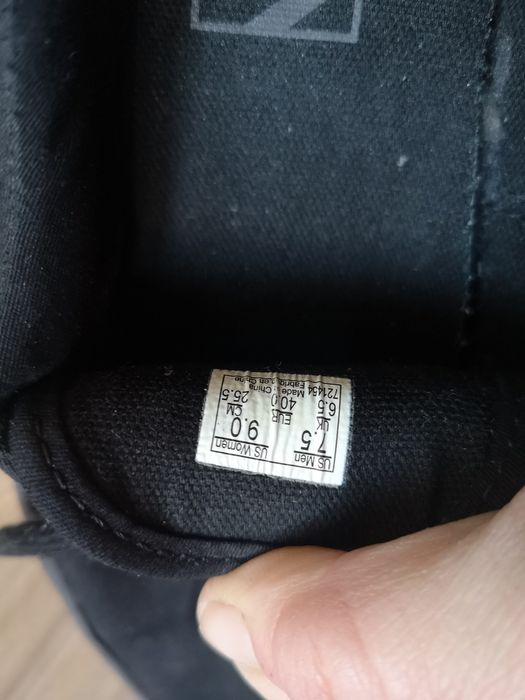 US Men US Women
7.5 9.0
UK EUR CM
6.5 40.0 25.5
721454 Made China